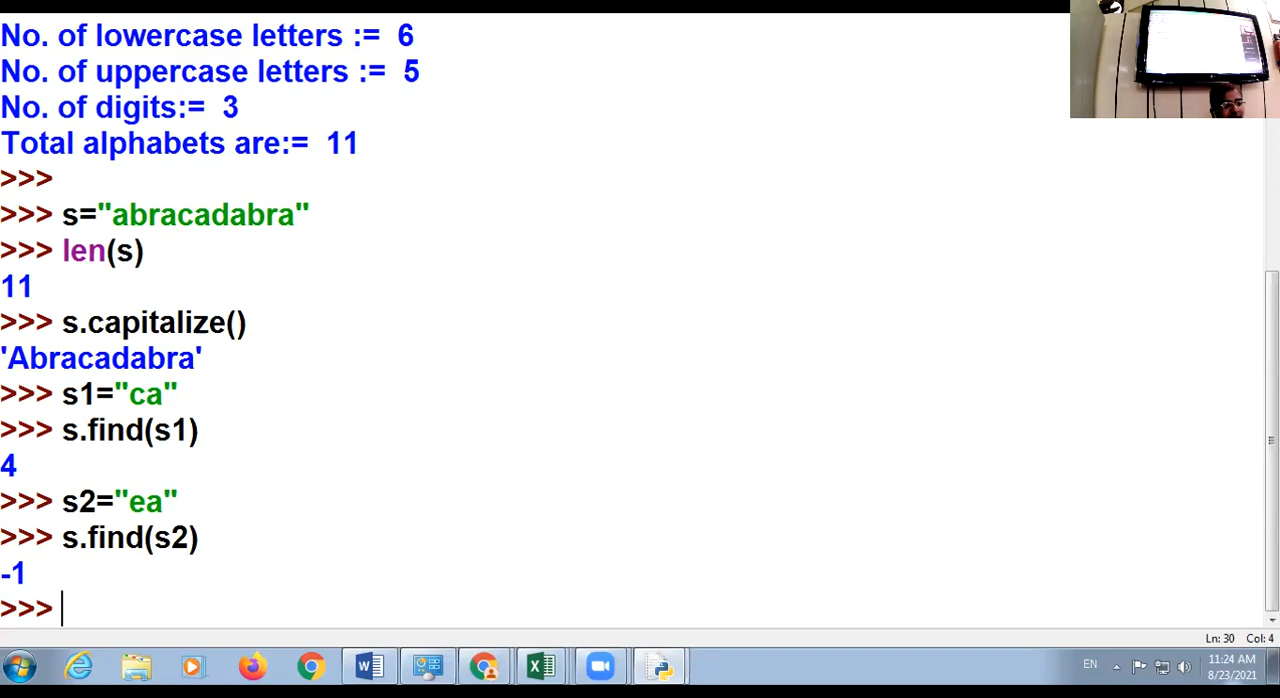 No. of lowercase letters :=  6
No. of uppercase letters :=  5
No. of digits:=  3
Total alphabets are:=  11
>>>
>>> s="abracadabra"
>>> len(s)
11
>>> s.capitalize()
'Abracadabra'
>>> s1="ca"
>>> s.find(s1)
4
>>> s2="ea"
>>> s.find(s2)
-1
>>>
Ln: 30 Col: 4
EN
11:24 AM
8/23/2021